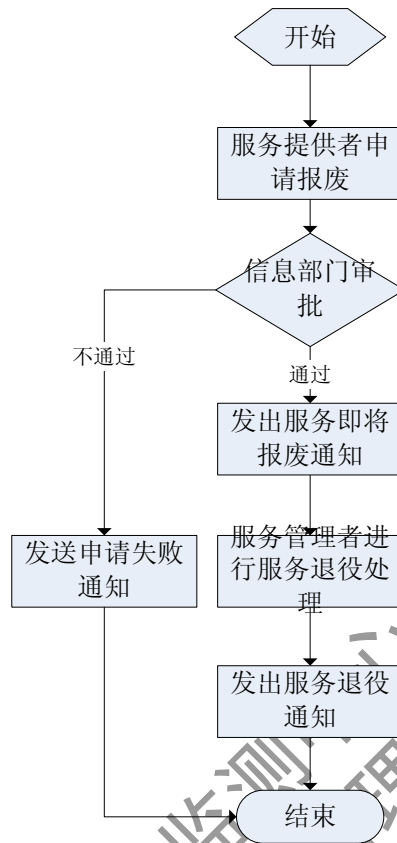 开始
服务提供者申
请报废
信息部门审
批
不通过
通过
发出服务即将
报废通知
发送申请失败
通知
服务管理者进
行服务退役处
理
发出服务退役
通知
结束
监测
理